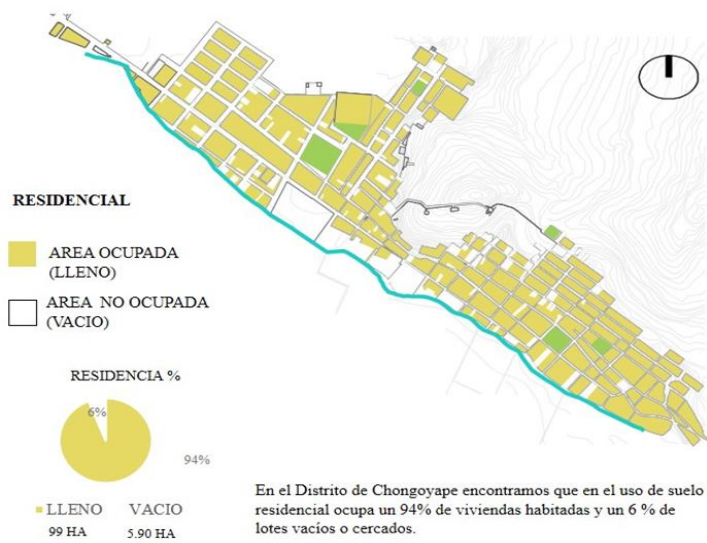 RESIDENCIAL
AREA OCUPADA
(LLENO)
AREA NO OCUPADA
(VACIO)
RESIDENCIA %
6%
94%
LLENO VACIO
99 HA 5.90 HA
En el Distrito de Chongoyape encontramos que en el uso de suelo
residencial ocupa un 94% de viviendas habitadas y un 6 % de
lotes vacíos o cercados.